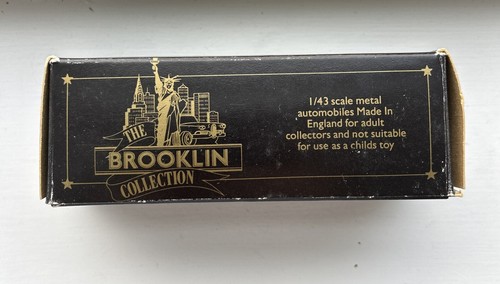 THE
BROOKLIN
COLLECTION
1/43 scale metal
automobiles Made In
England for adult
collectors and not suitable
for use as a childs toy